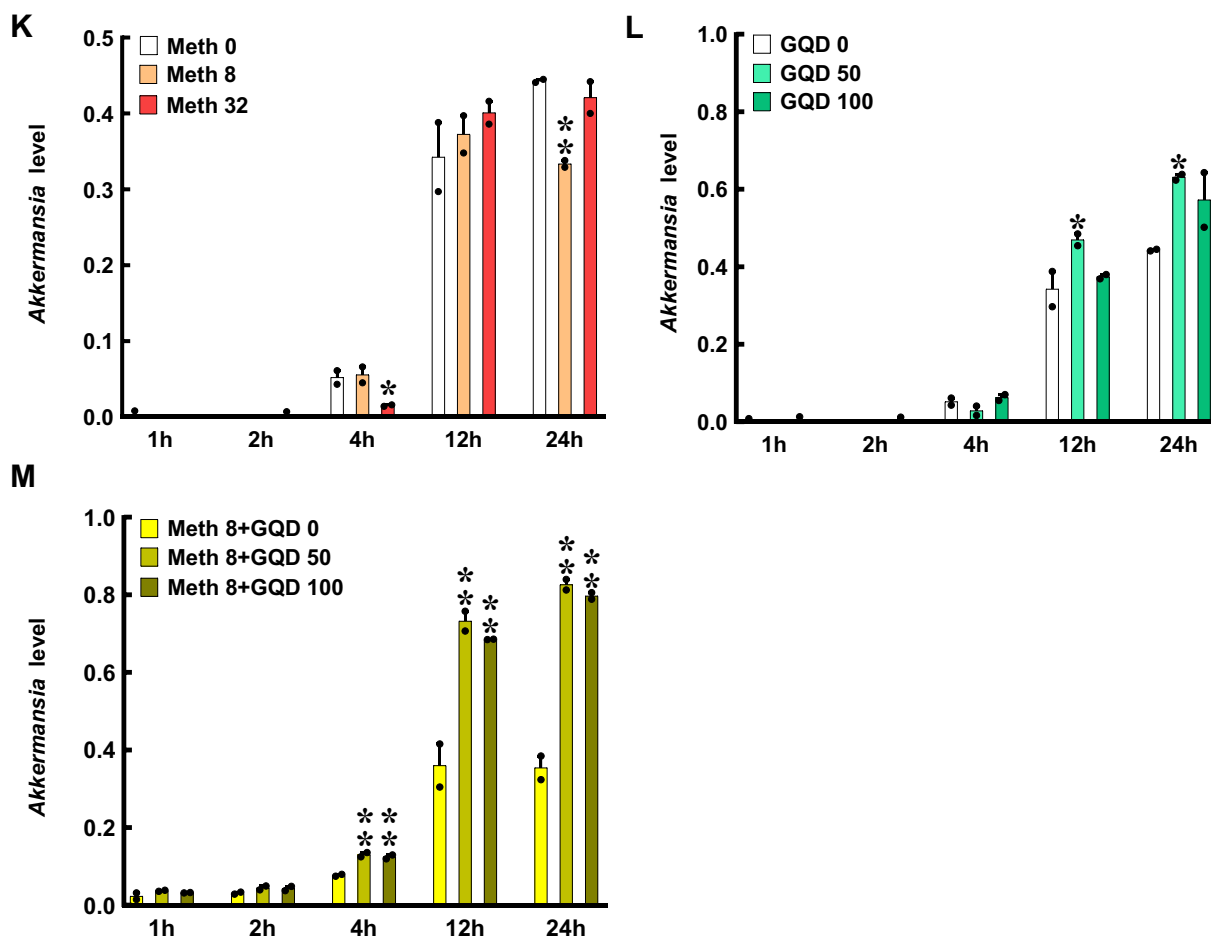 K
Akkermansia level
0.5
0.4
0.3
0.2
0.1
0.0
Meth 0
Meth 8
Meth 32
*
**
1h 2h 4h 12h 24h
L
Akkermansia level
1.0
0.8
0.6
0.4
0.2
0.0
GQD 0
GQD 50
GQD 100
*
*
1h 2h 4h 12h 24h
M
Akkermansia level
1.0
0.8
0.6
0.4
0.2
0.0
Meth 8+GQD 0
Meth 8+GQD 50
Meth 8+GQD 100
** ** ** ** ** **
1h 2h 4h 12h 24h